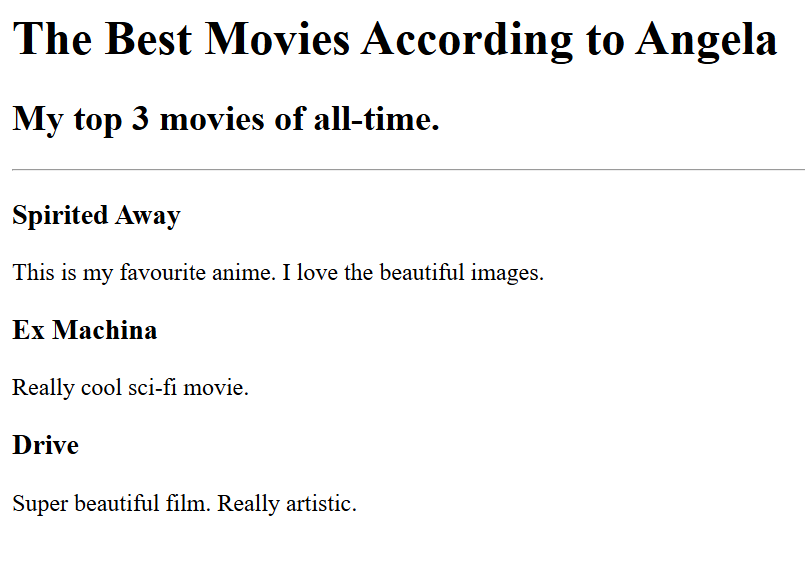 The Best Movies According to Angela
My top 3 movies of all-time.
Spirited Away
This is my favourite anime. I love the beautiful images.
Ex Machina
Really cool sci-fi movie.
Drive
Super beautiful film. Really artistic.